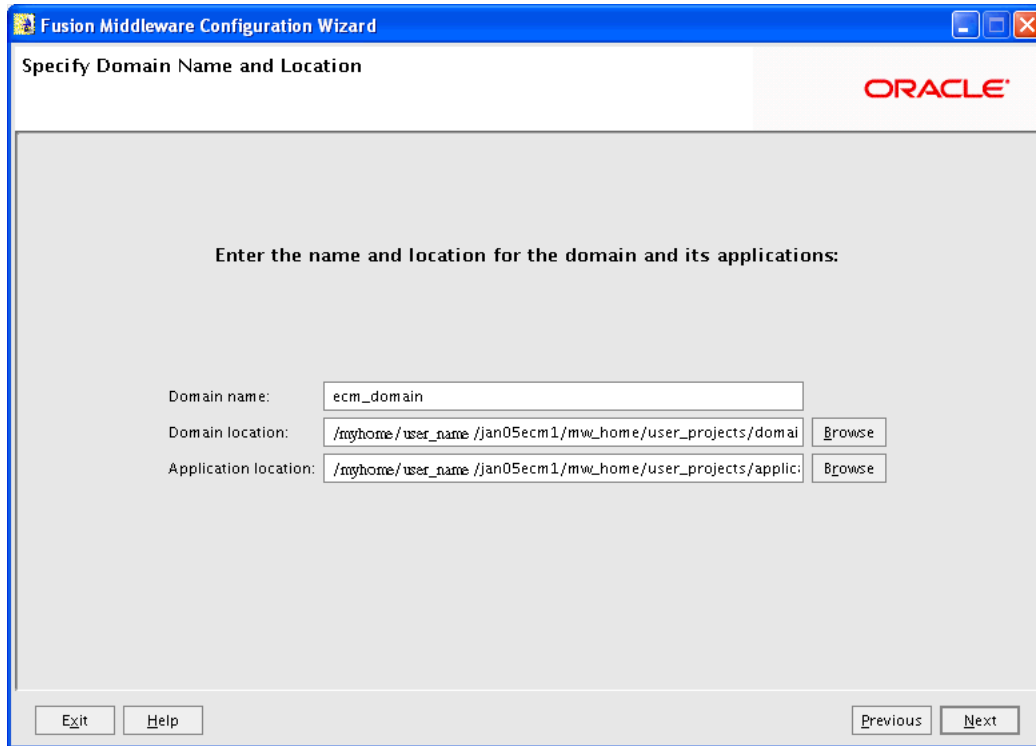 Fusion Middleware Configuration Wizard
Specify Domain Name and Location
ORACLE
Enter the name and location for the domain and its applications:
Domain name: ecm_domain
Domain location: /myhome/user_name /jan05ecm1/mw_home/user_projects/domai Browse
Application location: /myhome/user_name /jan05ecm1/mw_home/user_projects/applic Browse
Exit Help Previous Next